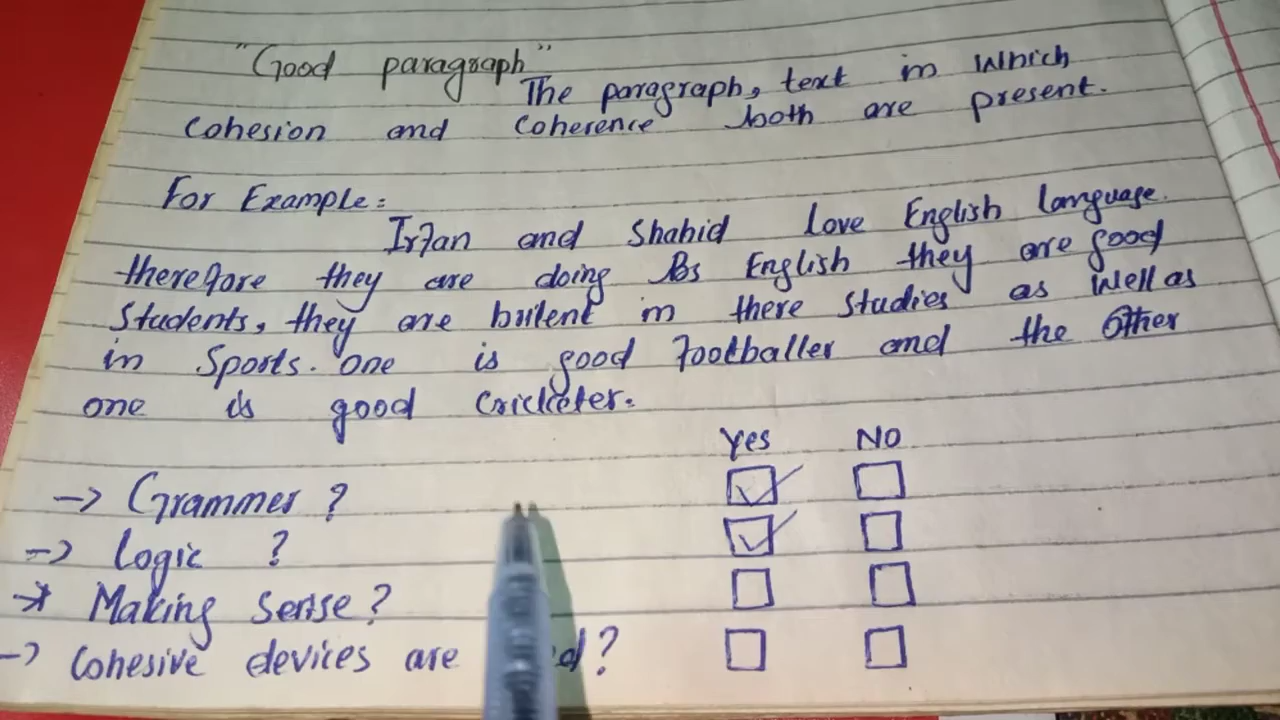 "Good paragraph"
The paragraph, text in which
cohesion and coherence both are present.
For Example:
Irfan and Shahid love English language.
therefore they are doing Bs English they are good
Students, they are brilent in there studies as well as
in Sports. One is good footballer and the Other
one is good Cricketer.
Yes No
-> Grammer ?
-> Logic ?
-> Making Sense ?
-> Cohesive devices are ?